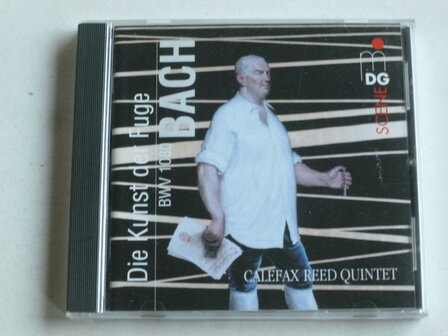 Die Kunst der Fuge
BWV 1080
BACH
DG
SCENE
CALEFAX REED QUINTET